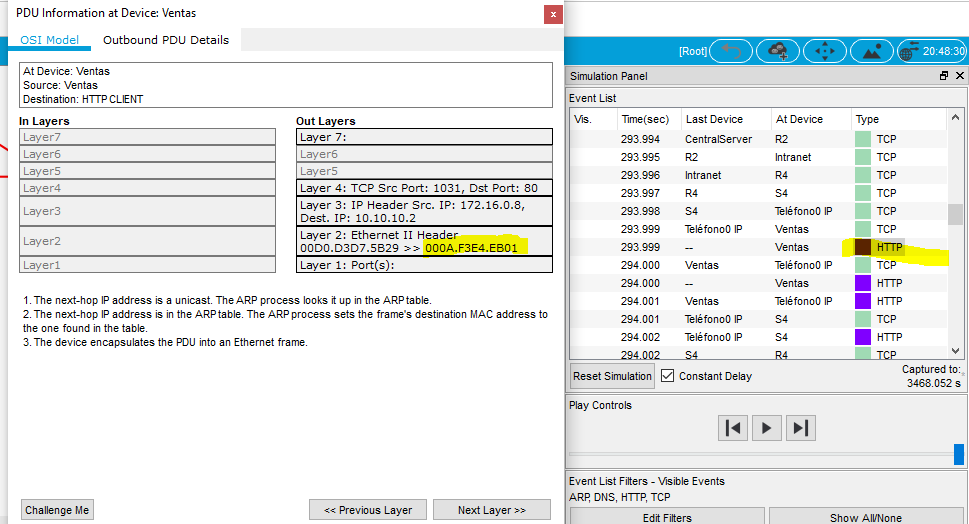 PDU Information at Device: Ventas
x
OSI Model
Outbound PDU Details
At Device: Ventas
Source: Ventas
Destination: HTTP CLIENT
In Layers
Layer7
Layer6
Layer5
Layer4
Layer3
Layer2
Layer1
Out Layers
Layer 7:
Layer6
Layer5
Layer 4: TCP Src Port: 1031, Dst Port: 80
Layer 3: IP Header Src. IP: 172.16.0.8,
Dest. IP: 10.10.10.2
Layer 2: Ethernet II Header
00D0.D3D7.5B29 >> 000A.F3E4.EB01
Layer 1: Port(s):
1. The next-hop IP address is a unicast. The ARP process looks it up in the ARP table.
2. The next-hop IP address is in the ARP table. The ARP process sets the frame's destination MAC address to
the one found in the table.
3. The device encapsulates the PDU into an Ethernet frame.
Challenge Me
<< Previous Layer
Next Layer >>
[Root]
20:48:30
Simulation Panel
Event List
Vis. Time(sec) Last Device At Device Type
293.994 CentralServer R2 TCP
293.995 R2 Intranet TCP
293.996 Intranet R4 TCP
293.997 R4 S4 TCP
293.998 S4 Teléfono0 IP TCP
293.999 Teléfono0 IP Ventas TCP
293.999 -- Ventas HTTP
294.000 Ventas Teléfono0 IP TCP
294.000 -- Ventas HTTP
294.001 Ventas Teléfono0 IP HTTP
294.001 Teléfono0 IP S4 TCP
294.002 Teléfono0 IP S4 HTTP
294.002 S4 R4 TCP
Reset Simulation
Constant Delay
Captured to:
3468.052 s
Play Controls
Event List Filters - Visible Events
ARP, DNS, HTTP, TCP
Edit Filters
Show All/None